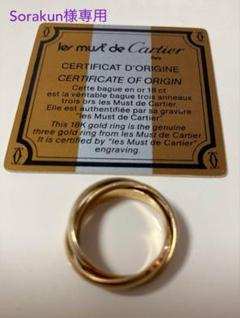 Sorakun様専用
les must de Cartier
Paris
CERTIFICAT D'ORIGINE
CERTIFICATE OF ORIGIN
Cette bague en or 18 ct
est la véritable bague trois anneaux
trois ors les Must de Cartier.
Elle est authentifiée par sa gravure
"les Must de Cartier"
This 18K gold ring is the genuine
three gold ring from les Must de Cartier.
It is certified by "les Must de Cartier"
engraving.